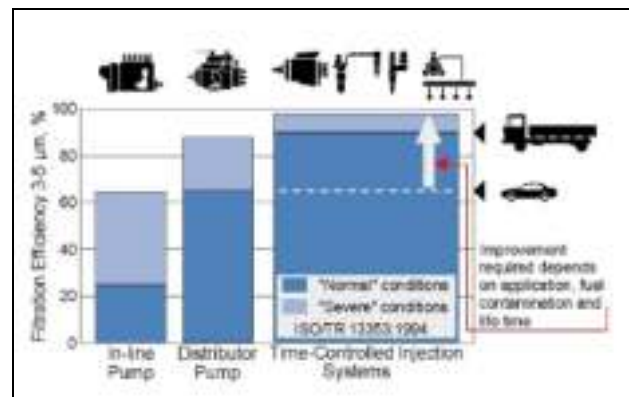 Filtration Efficiency 3-5 µm, %
100
80
60
40
20
0
"Normal" conditions
"Severe" conditions
ISO/TR 13353:1994
In-line
Pump
Distributor
Pump
Time-Controlled Injection
Systems
Improvement
required depends
on application, fuel
contamination and
life time